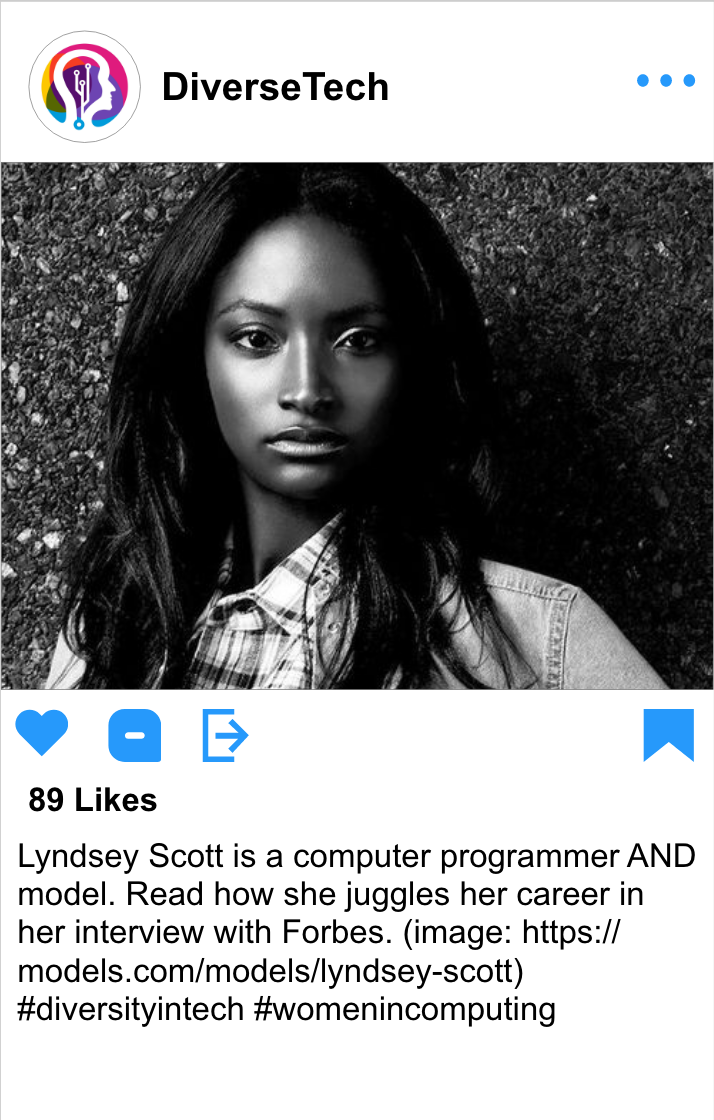 DiverseTech
89 Likes
Lyndsey Scott is a computer programmer AND
model. Read how she juggles her career in
her interview with Forbes. (image: https://
models.com/models/lyndsey-scott)
#diversityintech #womenincomputing